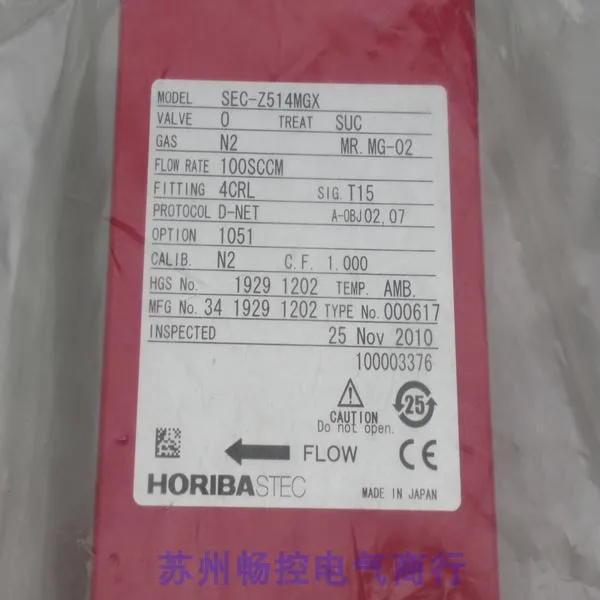 MODEL SEC-Z514MGX
VALVE O TREAT SUC
GAS N2 MR. MG-02
FLOW RATE 100SCCM
FITTING 4CRL SIG. T15
PROTOCOL D-NET A-OBJ 02, 07
OPTION 1051
CALIB. N2 C.F. 1.000
HGS No. 1929 1202 TEMP. AMB.
MFG No. 34 1929 1202 TYPE No. 000617
INSPECTED 25 Nov 2010
100003376
25
CAUTION
Do not open.
FLOW CE
HORIBASTEC MADE IN JAPAN
苏州畅控电气商行